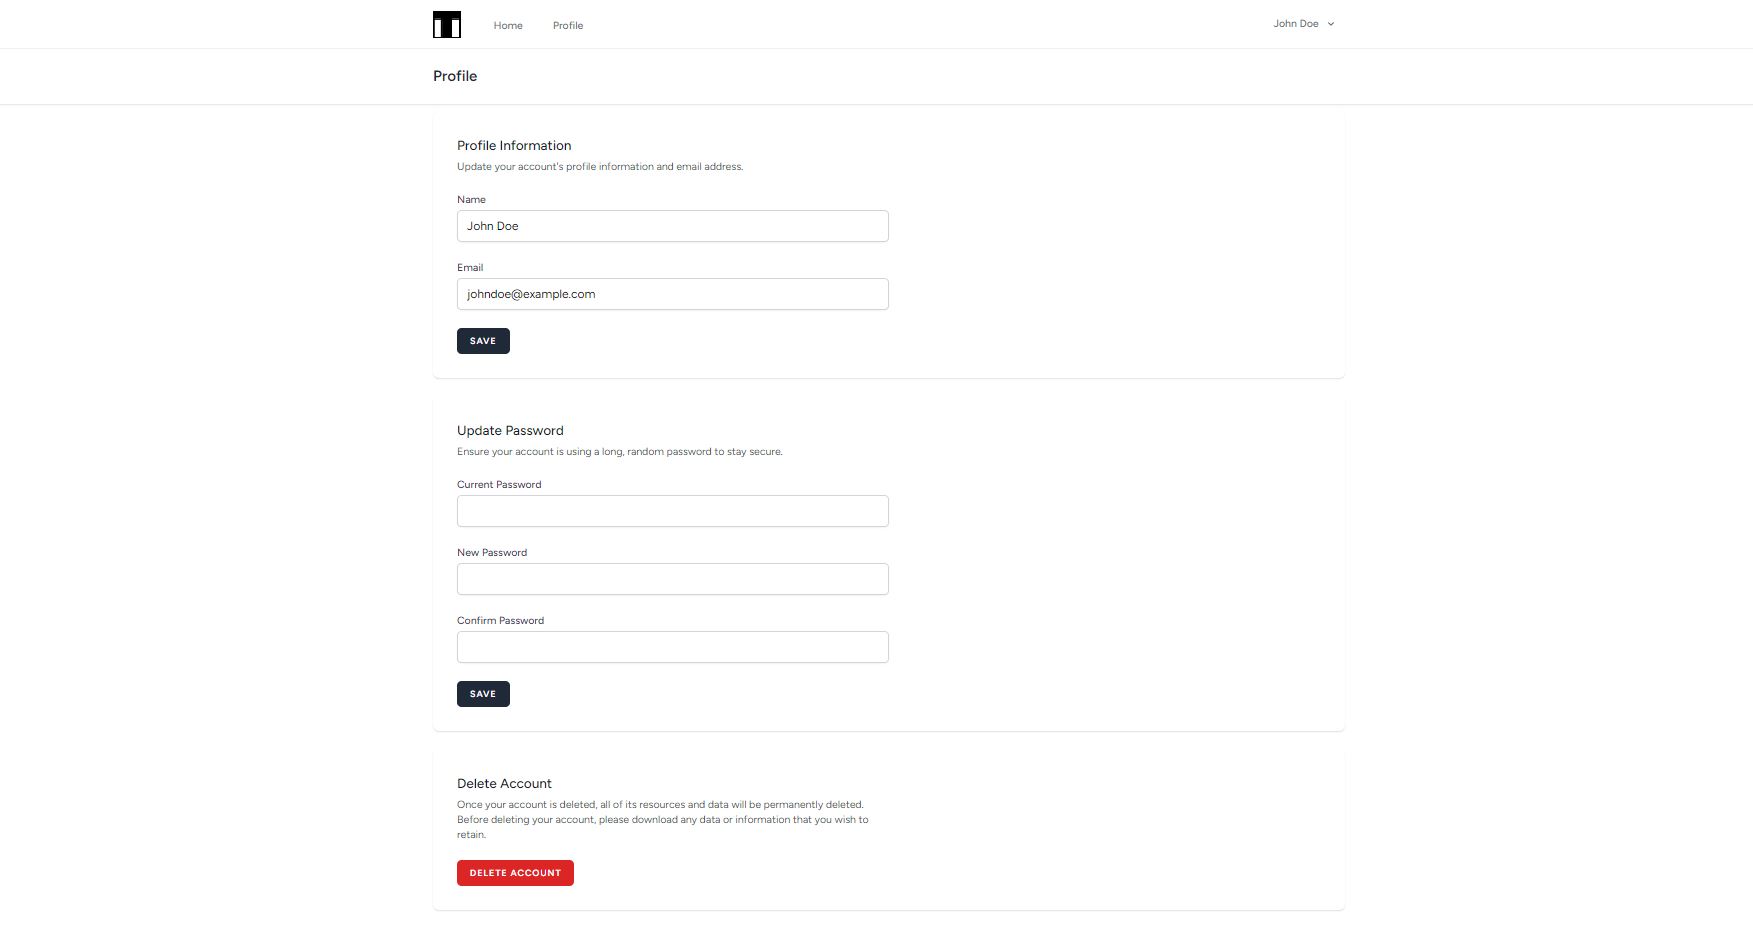 Home
Profile
John Doe
Profile
Profile Information
Update your account's profile information and email address.
Name
John Doe
Email
johndoe@example.com
SAVE
Update Password
Ensure your account is using a long, random password to stay secure.
Current Password
New Password
Confirm Password
SAVE
Delete Account
Once your account is deleted, all of its resources and data will be permanently deleted.
Before deleting your account, please download any data or information that you wish to
retain.
DELETE ACCOUNT